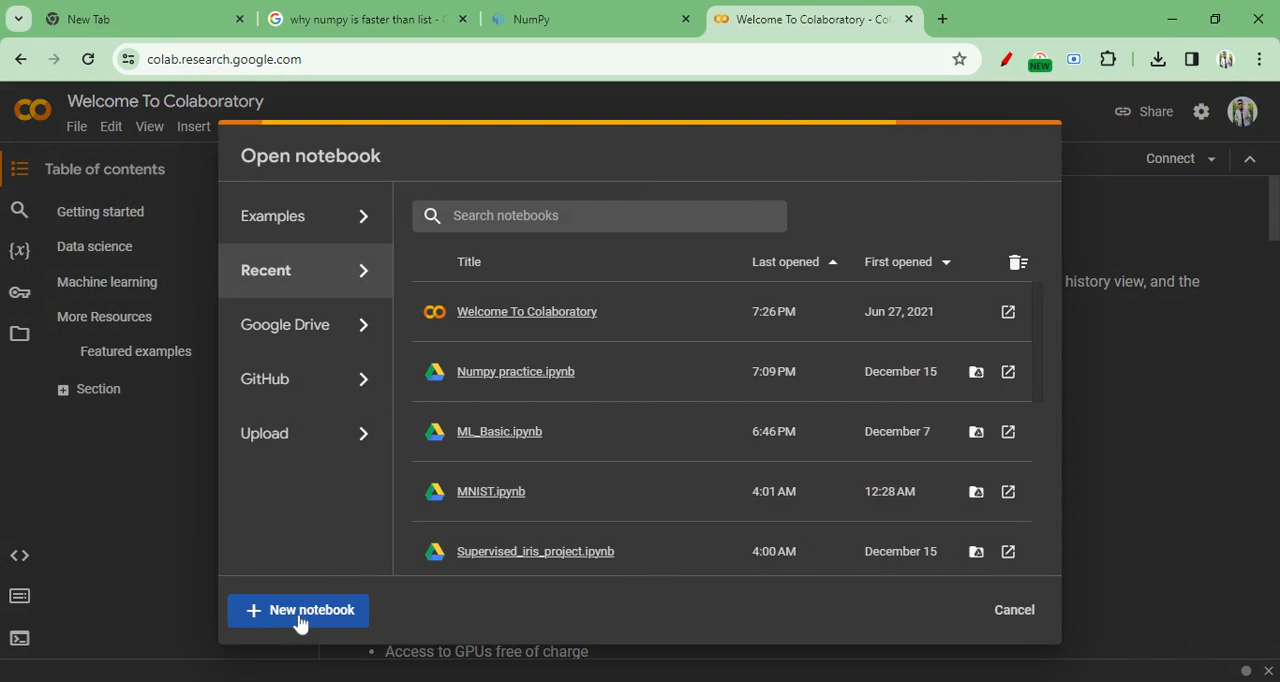 New Tab
why numpy is faster than list -
NumPy
Welcome To Colaboratory - Co
colab.research.google.com
NEW
Welcome To Colaboratory
File Edit View Insert
Share
Connect
Table of contents
Getting started
Data science
Machine learning
More Resources
Featured examples
Section
Open notebook
Examples
Recent
Google Drive
GitHub
Upload
Search notebooks
Title Last opened First opened
Welcome To Colaboratory 7:26 PM Jun 27, 2021
Numpy practice.ipynb 7:09 PM December 15
ML_Basic.ipynb 6:46 PM December 7
MNIST.ipynb 4:01 AM 12:28 AM
Supervised_iris_project.ipynb 4:00 AM December 15
+ New notebook
Cancel
history view, and the
• Access to GPUs free of charge